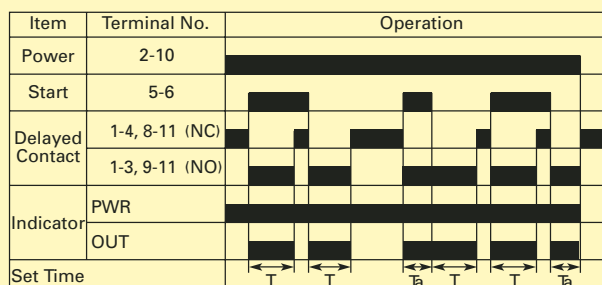 Item Terminal No. Operation
Power 2-10
Start 5-6
Delayed Contact
1-4, 8-11 (NC)
1-3, 9-11 (NO)
Indicator
PWR
OUT
Set Time T T Ta T T Ta